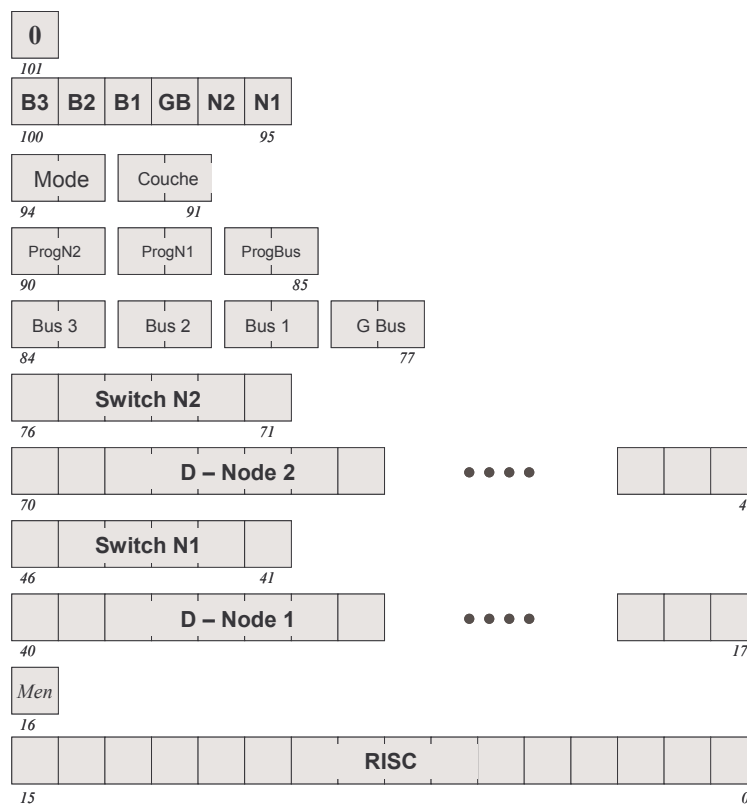 0
101
B3 B2 B1 GB N2 N1
100 95
Mode Couche
94 91
ProgN2 ProgN1 ProgBus
90 85
Bus 3 Bus 2 Bus 1 G Bus
84 77
Switch N2
76 71
D – Node 2
70 4
Switch N1
46 41
D – Node 1
40 17
Men
16
RISC
15 0